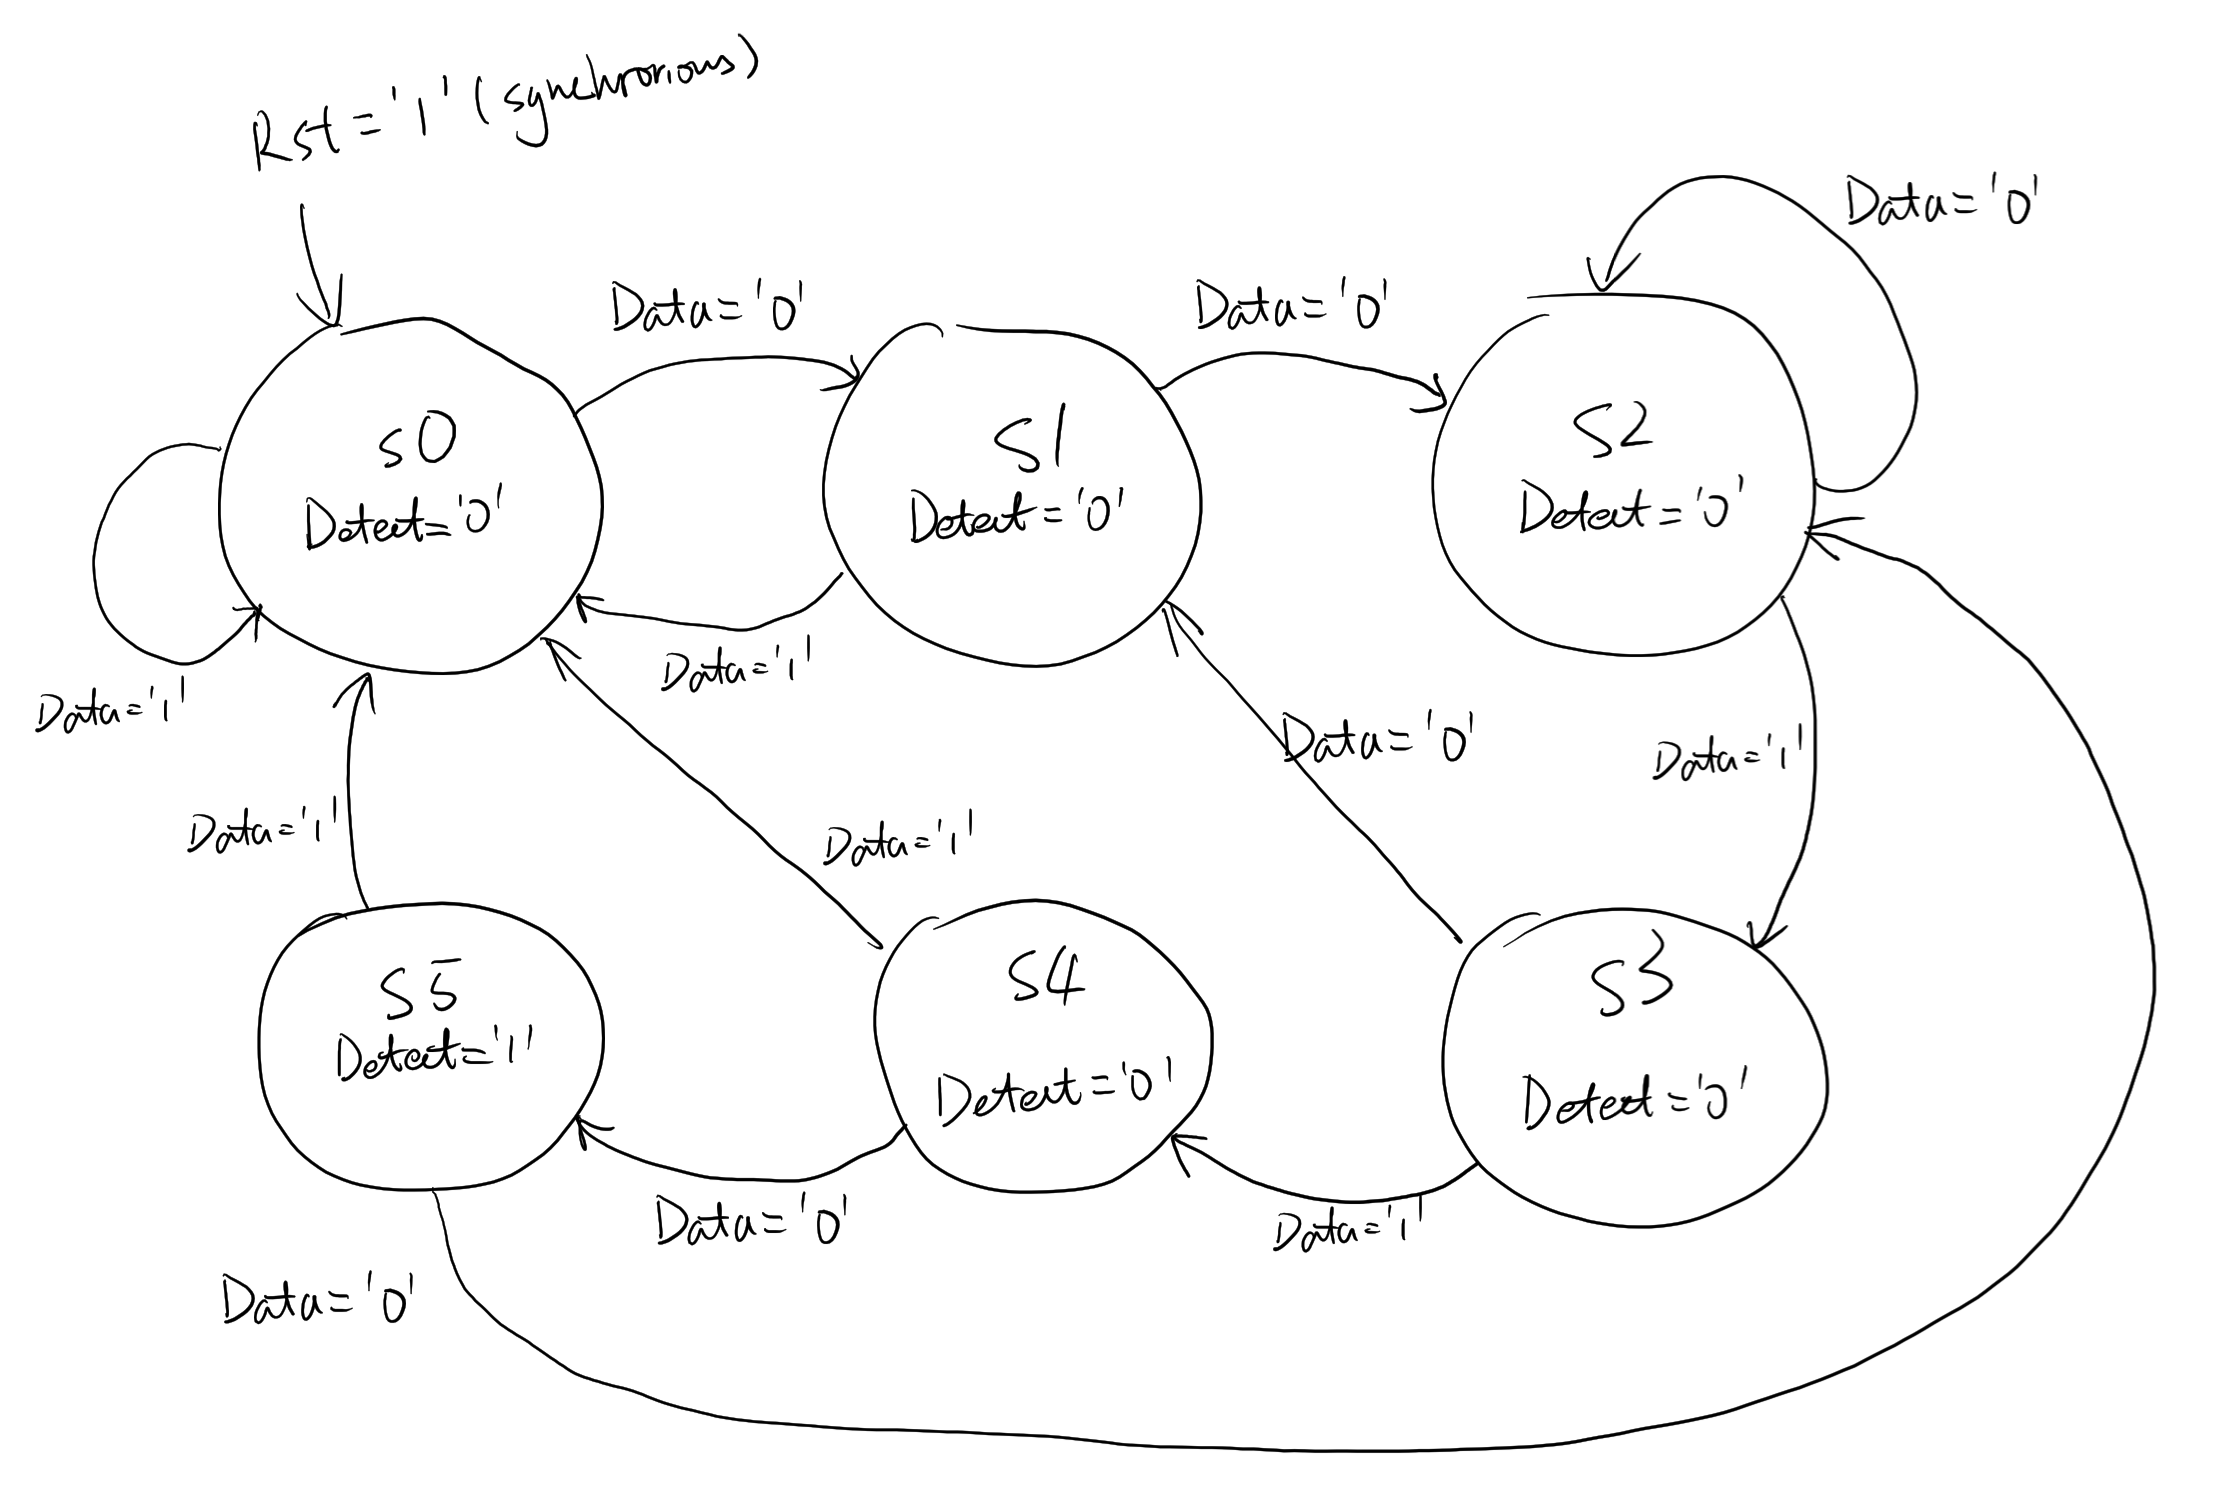 Rst='1' (synchronous)
Data='0'
Data='0'
Data='0'
S0
Detect='0'
S1
Detect='0'
S2
Detect='0'
Data='1'
Data='1'
Data='0'
Data='1'
Data='1'
Data='1'
S5
Detect='1'
S4
Detect='0'
S3
Detect='0'
Data='0'
Data='1'
Data='0'